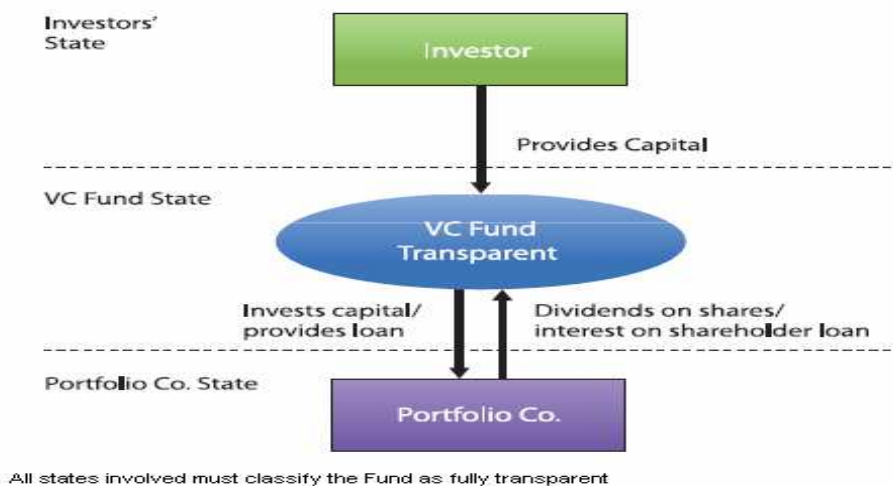 Investors'
State
Investor
Provides Capital
VC Fund State
VC Fund
Transparent
Invests capital/
provides loan
Dividends on shares/
interest on shareholder loan
Portfolio Co. State
Portfolio Co.
All states involved must classify the Fund as fully transparent